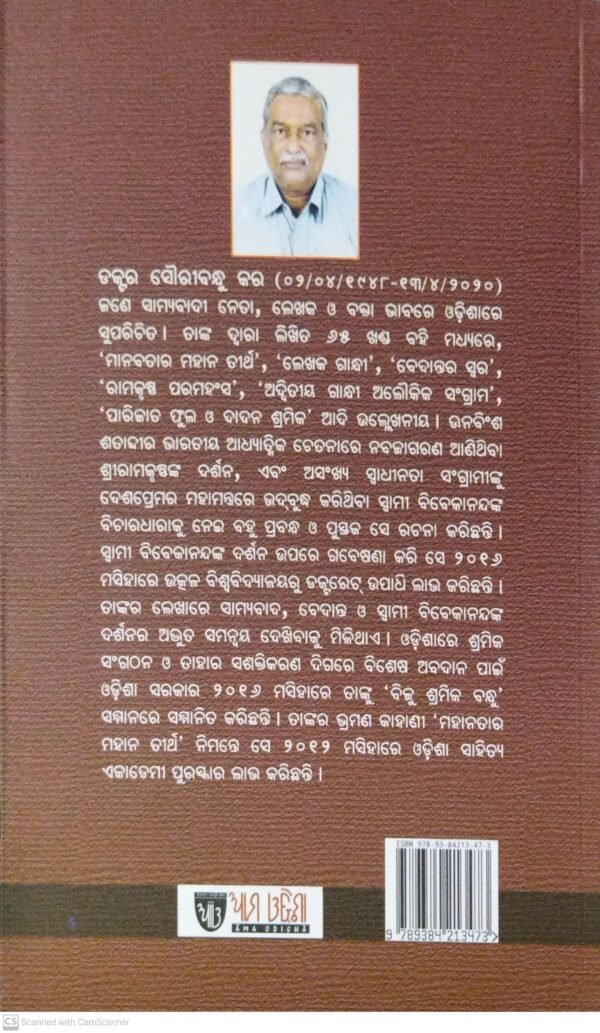 ଡକ୍ଟର ସୌରୀବନ୍ଧୁ କର (୦୨/୦୪/୧୯୪୮-୧୩/୪/୨୦୨୦)
ଜଣେ ସାମ୍ୟବାଦୀ ନେତା, ଲେଖକ ଓ ବକ୍ତା ଭାବରେ ଓଡ଼ିଶାରେ
ସୁପରିଚିତ। ତାଙ୍କ ଦ୍ୱାରା ଲିଖିତ ୬୫ ଖଣ୍ଡ ବହି ମଧ୍ୟରେ,
‘ମାନବତାର ମହାନ ତୀର୍ଥ’, ‘ଲେଖକ ଗାନ୍ଧୀ’, ‘ବେଦାନ୍ତର ସ୍ୱର’,
‘ରାମକୃଷ୍ଣ ପରମହଂସ’, ‘ଅଦ୍ୱିତୀୟ ଗାନ୍ଧୀ ଅଲୌକିକ ସଂଗ୍ରାମ’,
‘ପାରିଜାତ ଫୁଲ ଓ ଦାଦନ ଶ୍ରମିକ’ ଆଦି ଉଲ୍ଲେଖନୀୟ। ଉନବିଂଶ
ଶତାବ୍ଦୀର ଭାରତୀୟ ଆଧ୍ୟାତ୍ମିକ ଚେତନାରେ ନବଜାଗରଣ ଆଣିଥିବା
ଶ୍ରୀରାମକୃଷ୍ଣଙ୍କ ଦର୍ଶନ, ଏବଂ ଅସଂଖ୍ୟ ସ୍ୱାଧୀନତା ସଂଗ୍ରାମୀଙ୍କୁ
ଦେଶପ୍ରେମର ମହାମନ୍ତ୍ରରେ ଉଦ୍‌ବୁଦ୍ଧ କରିଥିବା ସ୍ୱାମୀ ବିବେକାନନ୍ଦଙ୍କ
ବିଚାରଧାରାକୁ ନେଇ ବହୁ ପ୍ରବନ୍ଧ ଓ ପୁସ୍ତକ ସେ ରଚନା କରିଛନ୍ତି।
ସ୍ୱାମୀ ବିବେକାନନ୍ଦଙ୍କ ଦର୍ଶନ ଉପରେ ଗବେଷଣା କରି ସେ ୨୦୧୬
ମସିହାରେ ଉତ୍କଳ ବିଶ୍ୱବିଦ୍ୟାଳୟରୁ ଡକ୍ଟରେଟ୍ ଉପାଧି ଲାଭ କରିଛନ୍ତି।
ତାଙ୍କର ଲେଖାରେ ସାମ୍ୟବାଦ, ବେଦାନ୍ତ ଓ ସ୍ୱାମୀ ବିବେକାନନ୍ଦଙ୍କ
ଦର୍ଶନର ଅଦ୍ଭୁତ ସମନ୍ୱୟ ଦେଖିବାକୁ ମିଳିଥାଏ। ଓଡ଼ିଶାରେ ଶ୍ରମିକ
ସଂଗଠନ ଓ ତାହାର ସଶକ୍ତିକରଣ ଦିଗରେ ବିଶେଷ ଅବଦାନ ପାଇଁ
ଓଡ଼ିଶା ସରକାର ୨୦୧୬ ମସିହାରେ ତାଙ୍କୁ ‘ବିଜୁ ଶ୍ରମିକ ବନ୍ଧୁ’
ସମ୍ମାନରେ ସମ୍ମାନିତ କରିଛନ୍ତି। ତାଙ୍କର ଭ୍ରମଣ କାହାଣୀ ‘ମହାନତାର
ମହାନ ତୀର୍ଥ’ ନିମନ୍ତେ ସେ ୨୦୧୨ ମସିହାରେ ଓଡ଼ିଶା ସାହିତ୍ୟ
ଏକାଡେମୀ ପୁରସ୍କାର ଲାଭ କରିଛନ୍ତି।
ISBN 978-93-84213-47-3
ଆଓ ଆମ ଓଡ଼ିଶା
ĀMA ODISHĀ
9 789384 213473
CS Scanned with CamScanner